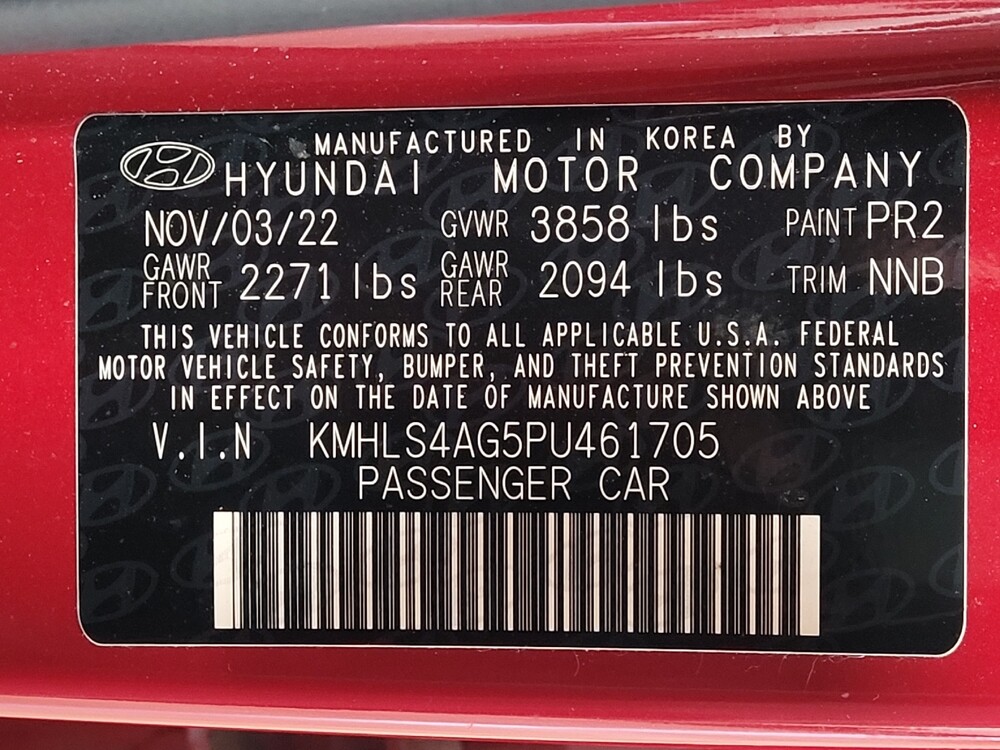 MANUFACTURED IN KOREA BY
HYUNDAI MOTOR COMPANY
NOV/03/22 GVWR 3858 lbs PAINT PR2
GAWR FRONT 2271 lbs GAWR REAR 2094 lbs TRIM NNB
THIS VEHICLE CONFORMS TO ALL APPLICABLE U.S.A. FEDERAL
MOTOR VEHICLE SAFETY, BUMPER, AND THEFT PREVENTION STANDARDS
IN EFFECT ON THE DATE OF MANUFACTURE SHOWN ABOVE
V.I.N KMHLS4AG5PU461705
PASSENGER CAR